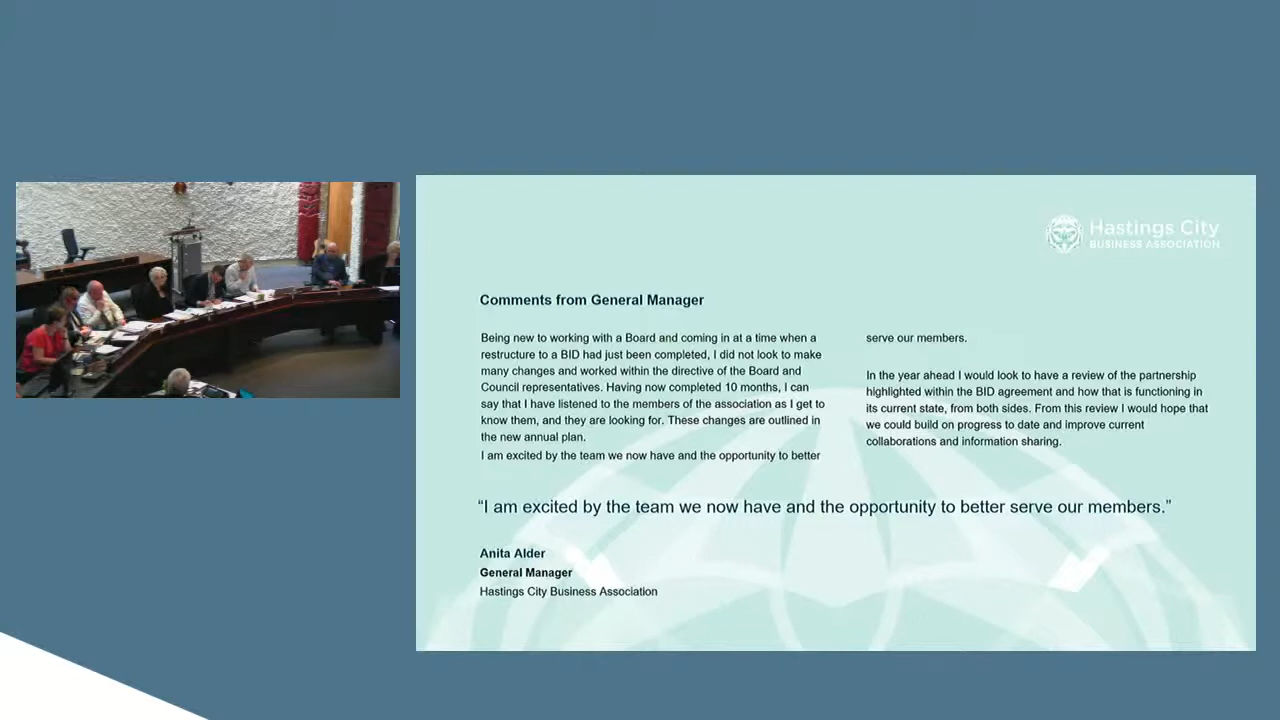 Hastings City
BUSINESS ASSOCIATION
Comments from General Manager
Being new to working with a Board and coming in at a time when a
restructure to a BID had just been completed, I did not look to make
many changes and worked within the directive of the Board and
Council representatives. Having now completed 10 months, I can
say that I have listened to the members of the association as I get to
know them, and they are looking for. These changes are outlined in
the new annual plan.
I am excited by the team we now have and the opportunity to better
serve our members.
In the year ahead I would look to have a review of the partnership
highlighted within the BID agreement and how that is functioning in
its current state, from both sides. From this review I would hope that
we could build on progress to date and improve current
collaborations and information sharing.
“I am excited by the team we now have and the opportunity to better serve our members.”
Anita Alder
General Manager
Hastings City Business Association